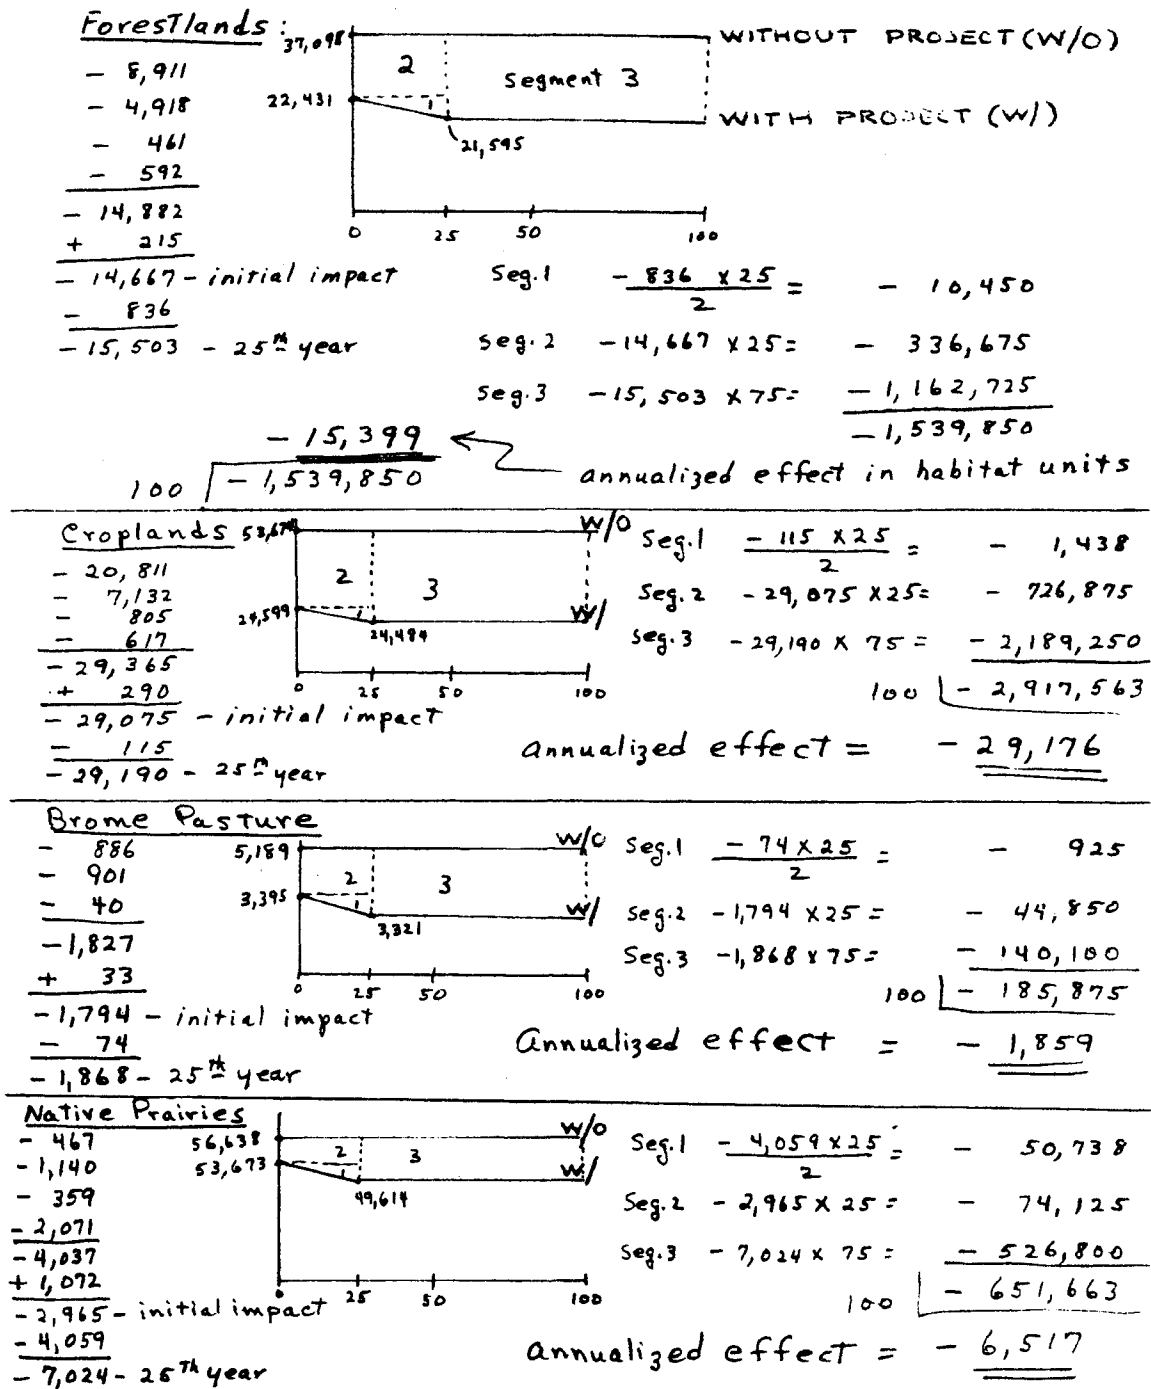 Forestlands:
37,098
WITHOUT PROJECT (W/O)
- 8,911
2
segment 3
- 4,918
22,431
1
WITH PROJECT (W/)
- 461
21,595
- 592
- 14,882
0 25 50 100
+ 215
- 14,667 - initial impact
Seg.1 - 836 x 25 = - 10,450
2
- 836
- 15,503 - 25th year
Seg. 2 - 14,667 x 25 = - 336,675
Seg. 3 - 15,503 x 75 = - 1,162,725
- 1,539,850
- 15,399
annualized effect in habitat units
100 - 1,539,850
Croplands
53,674
W/O
Seg.1 - 115 x 25 = - 1,438
2
- 20,811
2 3
- 7,132
Seg. 2 - 29,075 x 25 = - 726,875
- 805
24,599
1
W/
- 617
24,484
Seg. 3 - 29,190 x 75 = - 2,189,250
- 29,365
0 25 50 100
+ 290
100 - 2,917,563
- 29,075 - initial impact
- 115
annualized effect = - 29,176
- 29,190 - 25th year
Brome Pasture
- 886
5,189
W/O
Seg.1 - 74 x 25 = - 925
2
- 901
2 3
- 40
3,395
1
W/
Seg.2 - 1,794 x 25 = - 44,850
3,321
- 1,827
Seg. 3 - 1,868 x 75 = - 140,100
+ 33
0 25 50 100
100 - 185,875
- 1,794 - initial impact
- 74
Annualized effect = - 1,859
- 1,868 - 25th year
Native Prairies
- 467
56,638
W/O
Seg.1 - 4,059 x 25 = - 50,738
2
- 1,140
53,673
2 3
1
W/
- 359
49,614
Seg. 2 - 2,965 x 25 = - 74,125
- 2,071
- 4,037
Seg. 3 - 7,024 x 75 = - 526,800
+ 1,072
0 25 50 100
- 2,965 - initial impact
100 - 651,663
- 4,059
annualized effect = - 6,517
- 7,024 - 25Th year